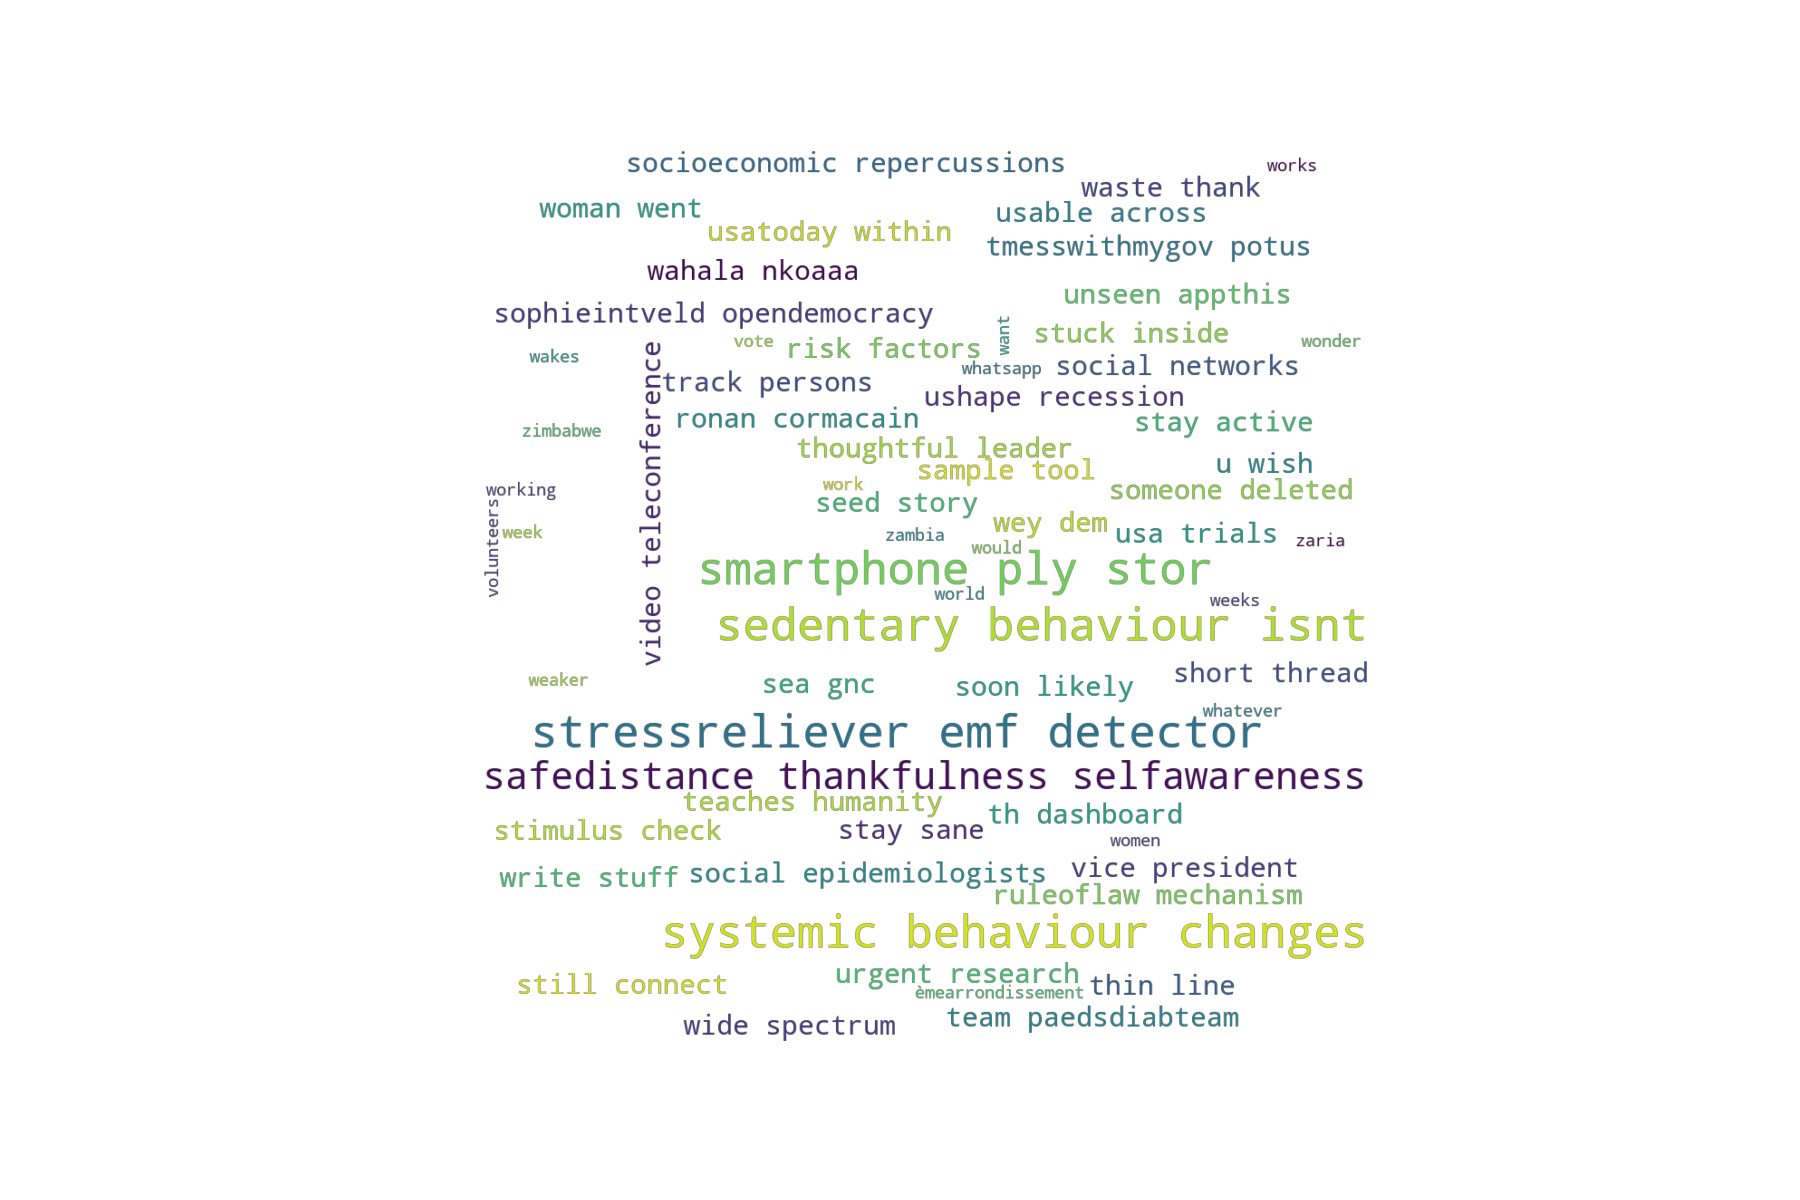 socioeconomic repercussions
works
waste thank
woman went
usable across
usatoday within
tmesswithmygov potus
wahala nkoaaa
unseen appthis
sophieintveld opendemocracy
stuck inside
want
vote
risk factors
wonder
wakes
whatsapp
social networks
track persons
ushape recession
video teleconference
ronan cormacain
stay active
zimbabwe
thoughtful leader
u wish
sample tool
working
work
someone deleted
seed story
volunteers
week
wey dem
usa trials
zambia
zaria
would
smartphone ply stor
world
weeks
sedentary behaviour isnt
weaker
sea gnc
soon likely
short thread
whatever
stressreliever emf detector
safedistance thankfulness selfawareness
teaches humanity
th dashboard
stimulus check
stay sane
women
write stuff
social epidemiologists
vice president
ruleoflaw mechanism
systemic behaviour changes
urgent research
still connect
thin line
èmearrondissement
wide spectrum
team paedsdiabteam